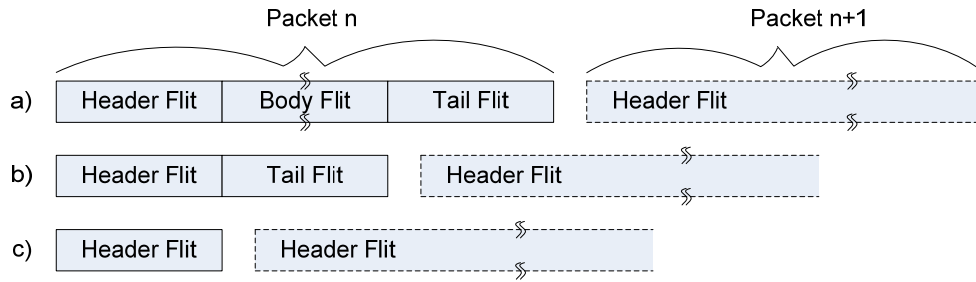 Packet n Packet n+1
a) Header Flit Body Flit Tail Flit Header Flit
b) Header Flit Tail Flit Header Flit
c) Header Flit Header Flit